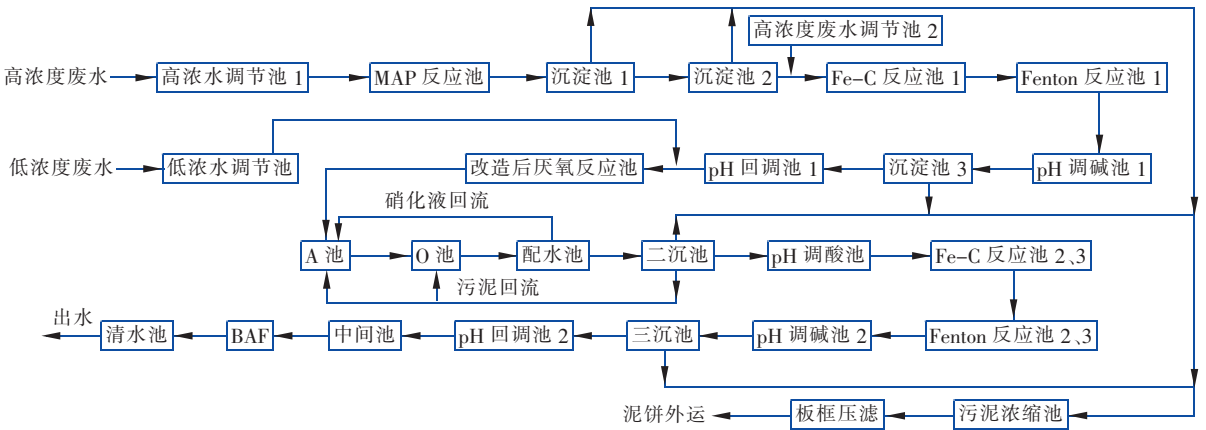 高浓度废水调节池 2
高浓度废水
高浓水调节池 1
MAP 反应池
沉淀池 1
沉淀池 2
Fe-C 反应池 1
Fenton 反应池 1
低浓度废水
低浓水调节池
改造后厌氧反应池
pH 回调池 1
沉淀池 3
pH 调碱池 1
硝化液回流
A 池
O 池
配水池
二沉池
pH 调酸池
Fe-C 反应池 2、3
污泥回流
出水
清水池
BAF
中间池
pH 回调池 2
三沉池
pH 调碱池 2
Fenton 反应池 2、3
泥饼外运
板框压滤
污泥浓缩池